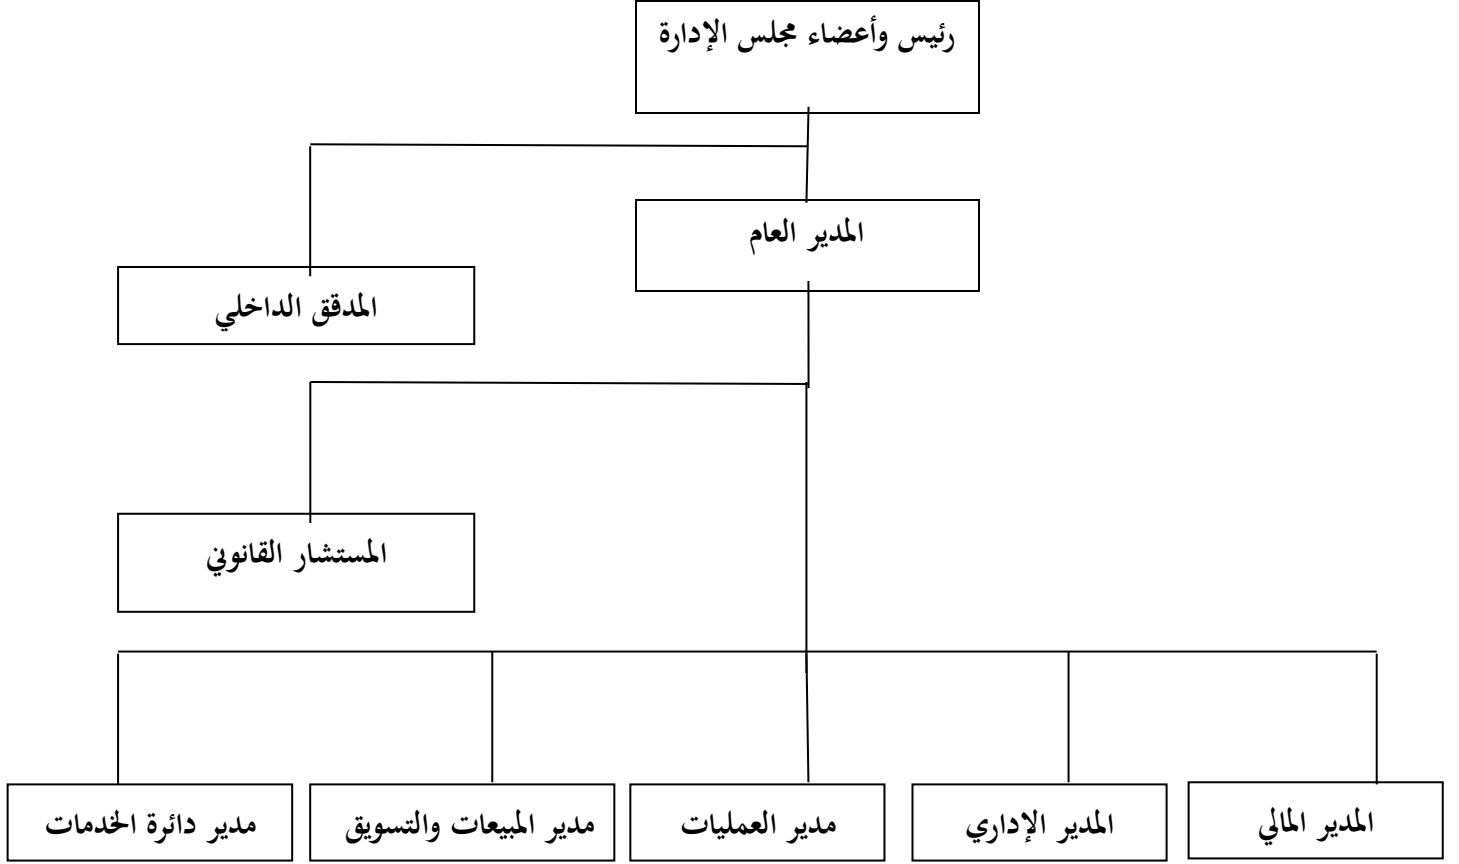 رئيس وأعضاء مجلس الإدارة
المدير العام
المدقق الداخلي
المستشار القانوني
المدير المالي
المدير الإداري
مدير العمليات
مدير المبيعات والتسويق
مدير دائرة الخدمات